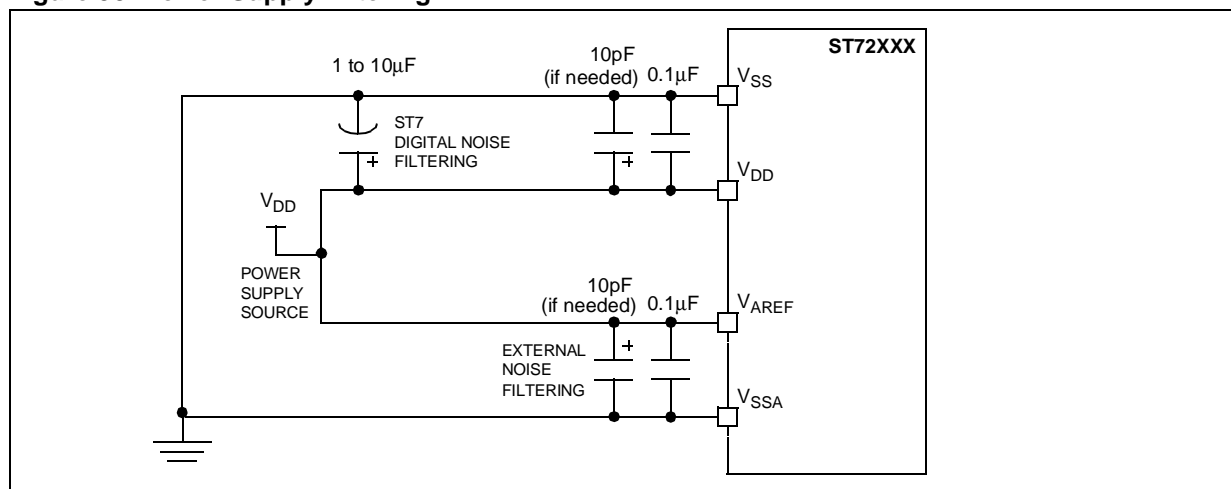 ST72XXX
10pF
(if needed)
0.1μF
1 to 10μF
VSS
ST7
DIGITAL NOISE
FILTERING
+
+
VDD
VDD
POWER
SUPPLY
SOURCE
10pF
(if needed)
0.1μF
VAREF
+
EXTERNAL
NOISE
FILTERING
VSSA